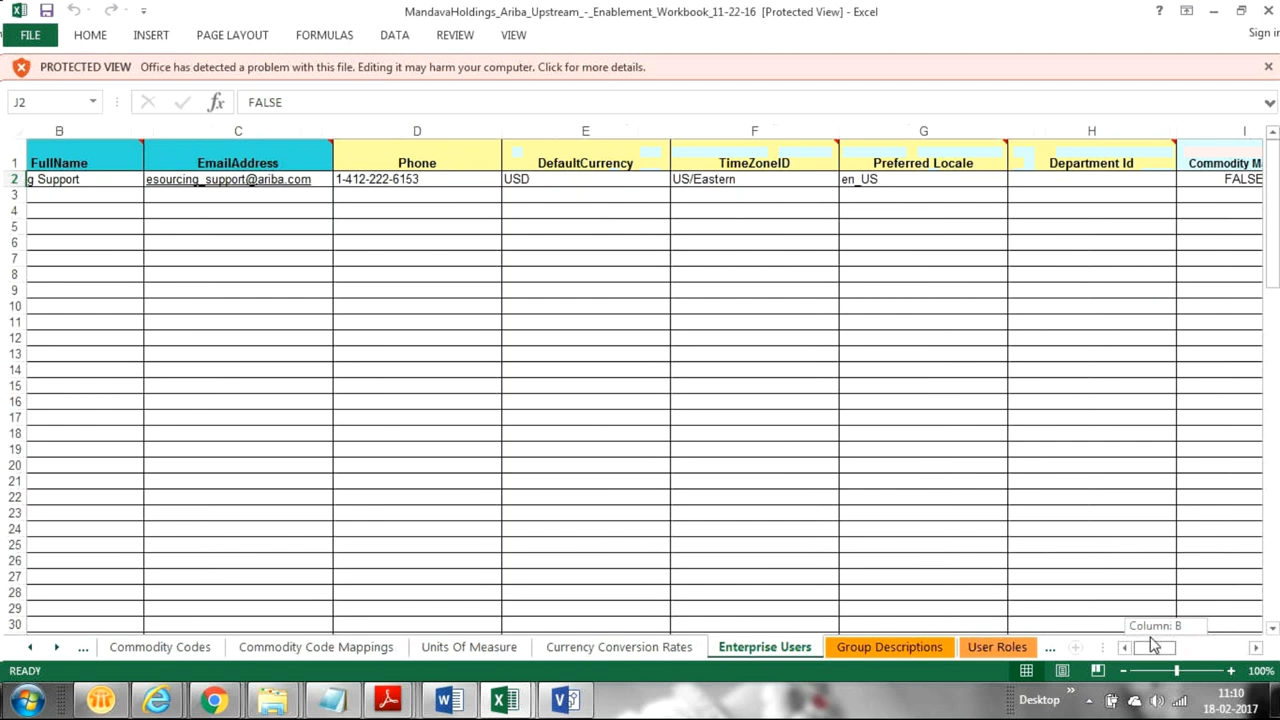 MandavaHoldings_Ariba_Upstream_-_Enablement_Workbook_11-22-16 [Protected View] - Excel
?
FILE HOME INSERT PAGE LAYOUT FORMULAS DATA REVIEW VIEW Sign in
PROTECTED VIEW Office has detected a problem with this file. Editing it may harm your computer. Click for more details.
J2 fx FALSE
B C D E F G H I
1 FullName EmailAddress Phone DefaultCurrency TimeZoneID Preferred Locale Department Id Commodity M
2 g Support esourcing_support@ariba.com 1-412-222-6153 USD US/Eastern en_US FALSE
3
4
5
6
7
8
9
10
11
12
13
14
15
16
17
18
19
20
21
22
23
24
25
26
27
28
29
30
Column: B
... Commodity Codes Commodity Code Mappings Units Of Measure Currency Conversion Rates Enterprise Users Group Descriptions User Roles ...
READY 100%
Desktop 11:10
18-02-2017